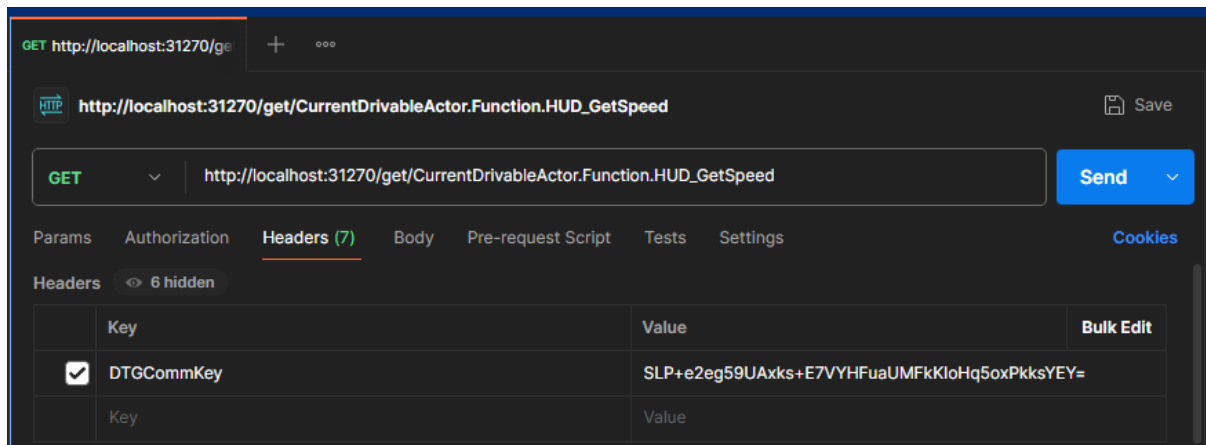 GET http://localhost:31270/ge
HTTP http://localhost:31270/get/CurrentDrivableActor.Function.HUD_GetSpeed Save
GET http://localhost:31270/get/CurrentDrivableActor.Function.HUD_GetSpeed Send
Params Authorization Headers (7) Body Pre-request Script Tests Settings Cookies
Headers 6 hidden
Key Value Bulk Edit
DTGCommKey SLP+e2eg59UAxks+E7VYHFuaUMFkKIoHq5oxPkksYEY=
Key Value